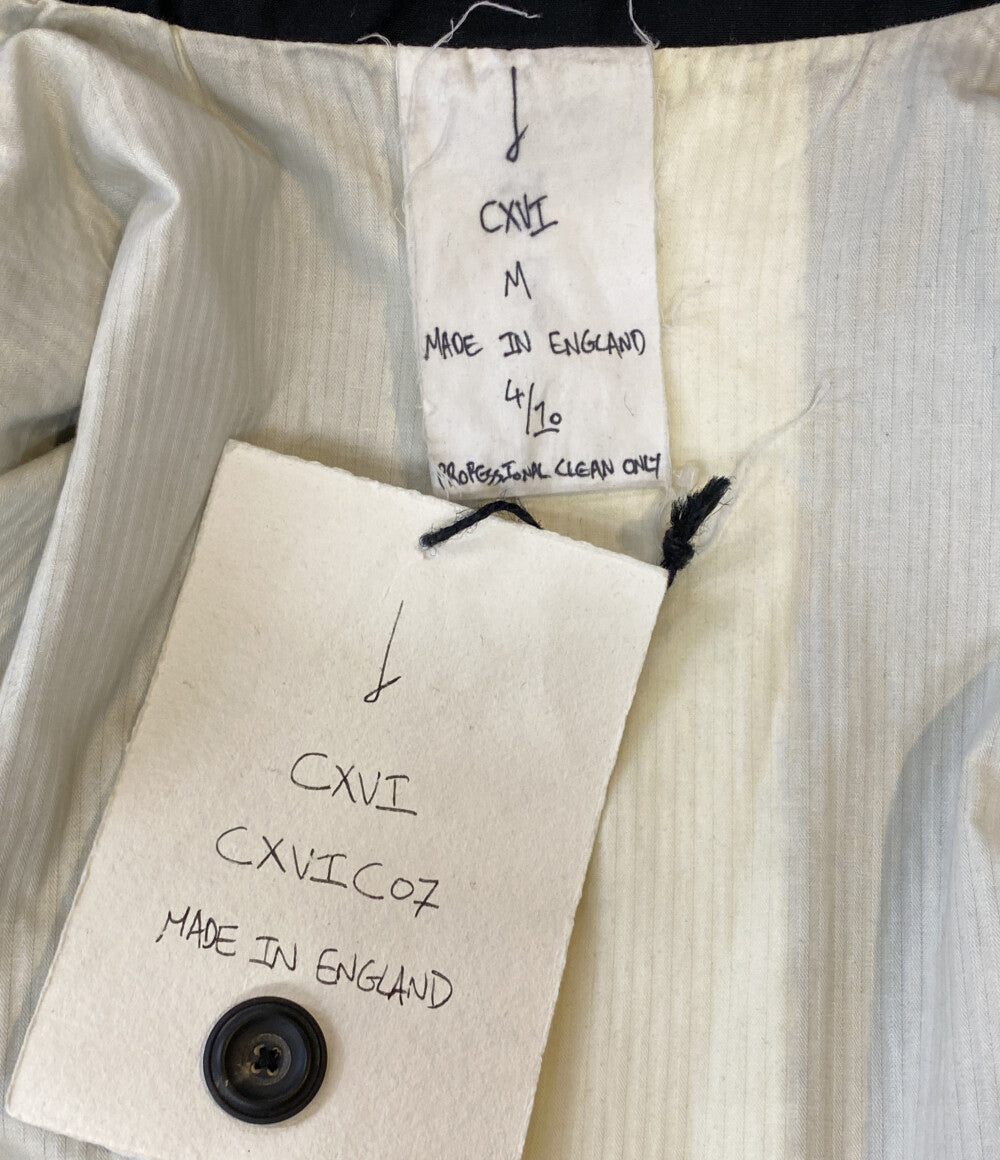 CXVI
M
MADE IN ENGLAND
4/10
PROFESSIONAL CLEAN ONLY
CXVI
CXVIC07
MADE IN ENGLAND